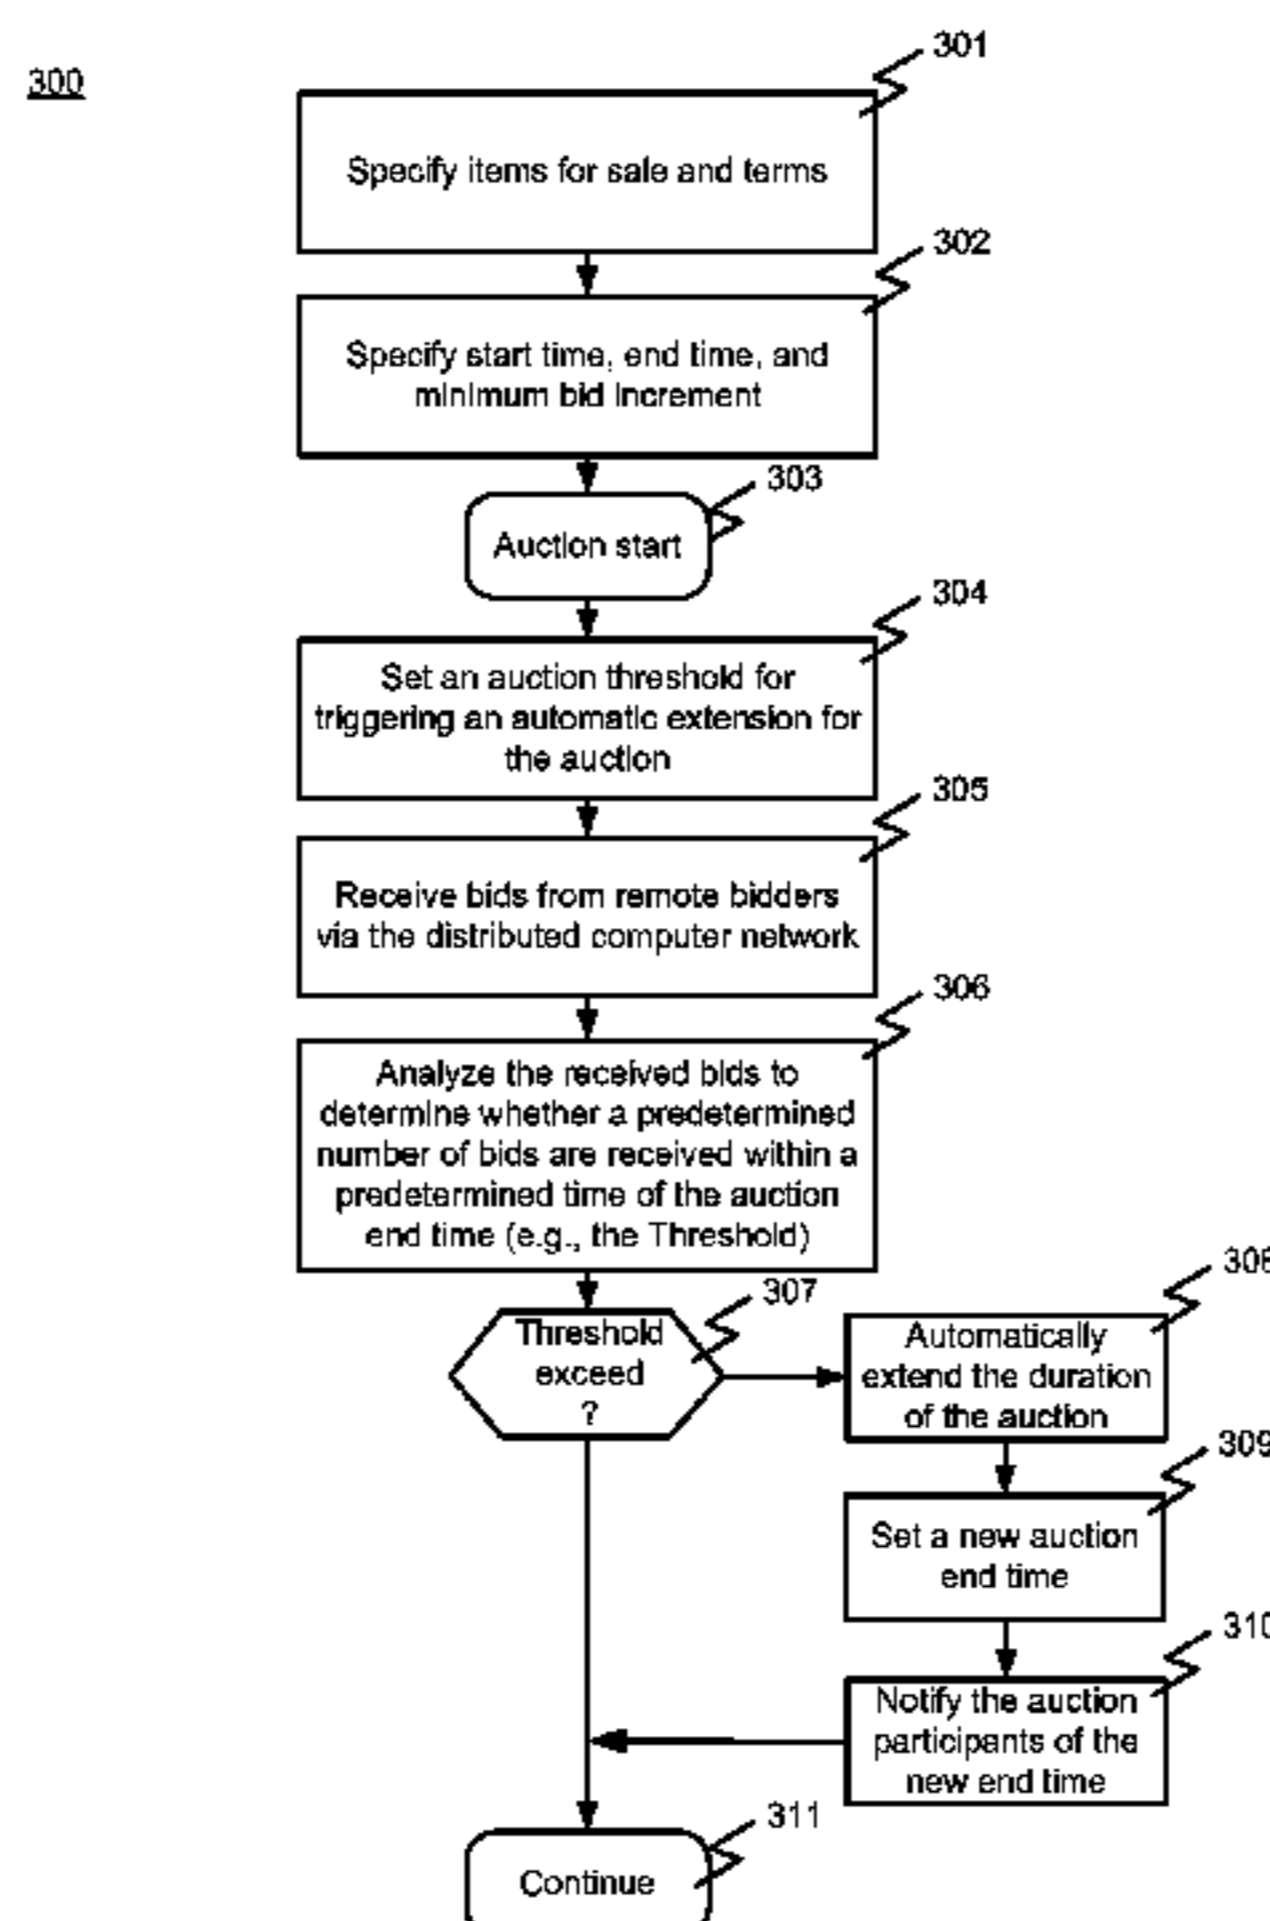 300
301
Specify items for sale and terms
302
Specify start time, end time, and
minimum bid increment
303
Auction start
304
Set an auction threshold for
triggering an automatic extension for
the auction
305
Receive bids from remote bidders
via the distributed computer network
306
Analyze the received bids to
determine whether a predetermined
number of bids are received within a
predetermined time of the auction
end time (e.g., the Threshold)
307
Threshold
exceed
?
308
Automatically
extend the duration
of the auction
309
Set a new auction
end time
310
Notify the auction
participants of the
new end time
311
Continue